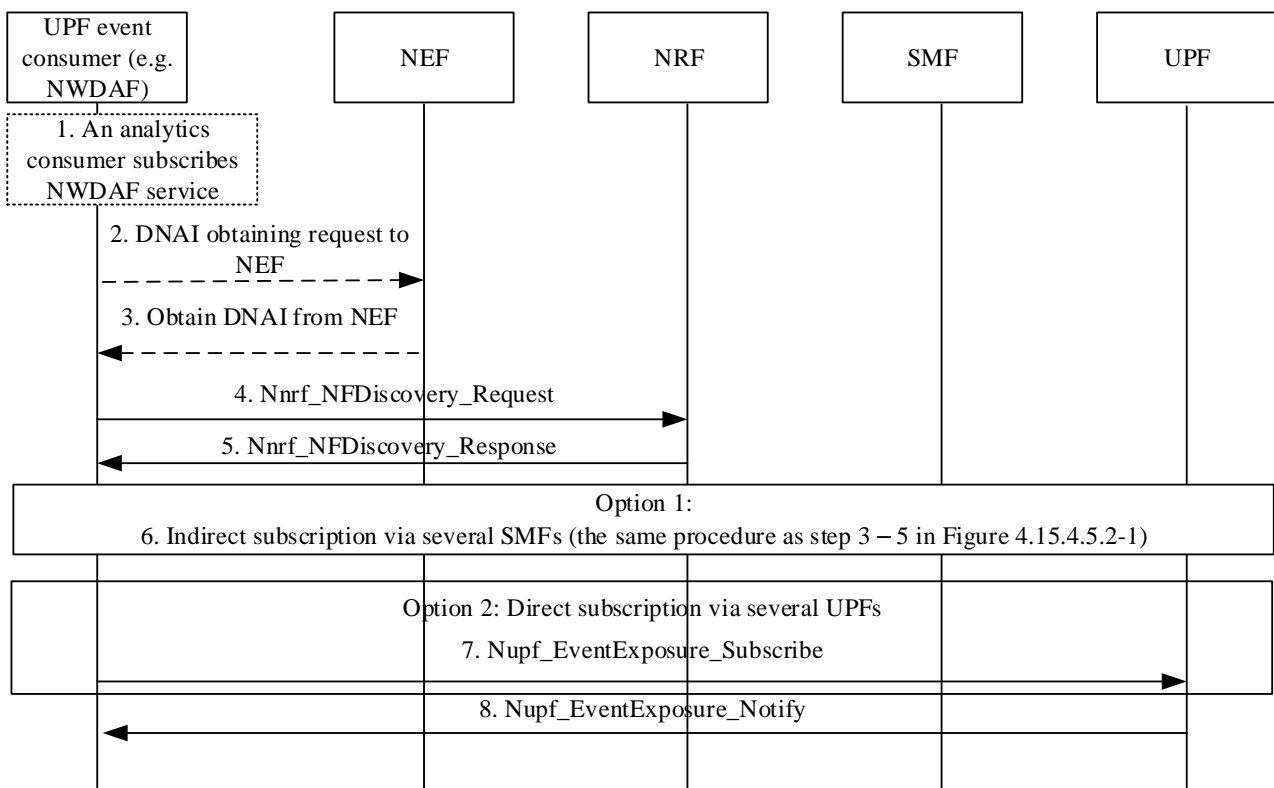 UPF event
consumer (e.g.
NWDAF)
NEF
NRF
SMF
UPF
1. An analytics
consumer subscribes
NWDAF service
2. DNAI obtaining request to
NEF
3. Obtain DNAI from NEF
4. Nnrf_NFDiscovery_Request
5. Nnrf_NFDiscovery_Response
Option 1:
6. Indirect subscription via several SMFs (the same procedure as step 3 – 5 in Figure 4.15.4.5.2-1)
Option 2: Direct subscription via several UPFs
7. Nupf_EventExposure_Subscribe
8. Nupf_EventExposure_Notify